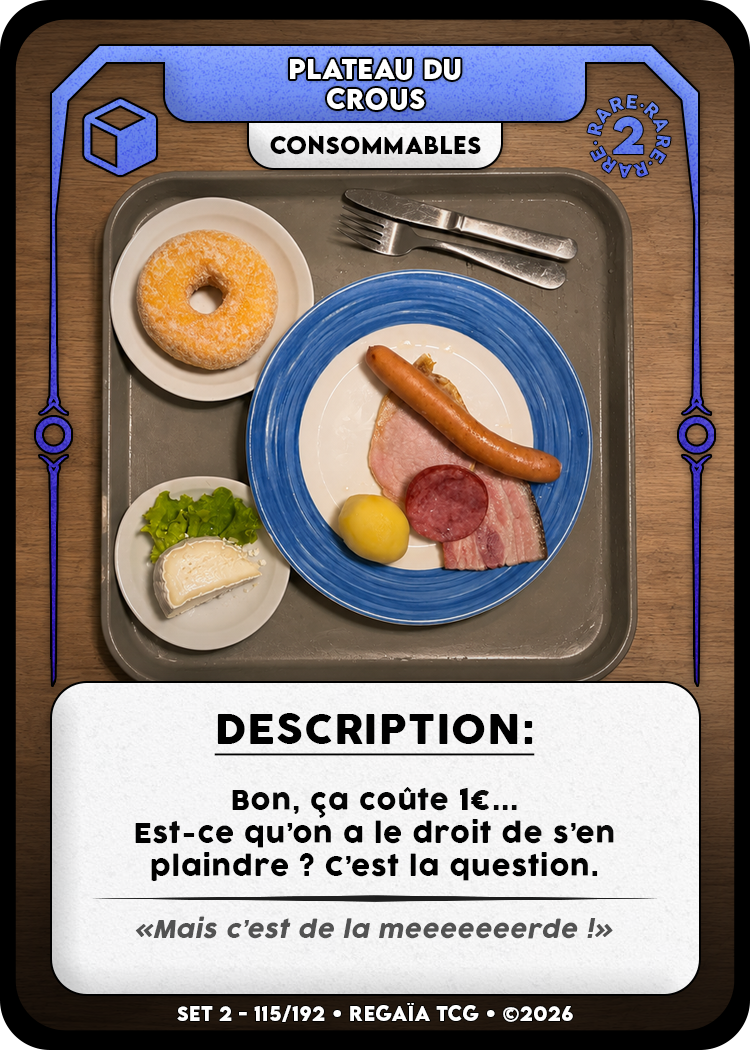 PLATEAU DU
CROUS
CONSOMMABLES
RARE•RARE•RARE•RARE•
2
DESCRIPTION:
Bon, ça coûte 1€...
Est-ce qu'on a le droit de s'en
plaindre ? C'est la question.
«Mais c'est de la meeeeeeerde !»
SET 2 - 115/192 • REGAÏA TCG • ©2026